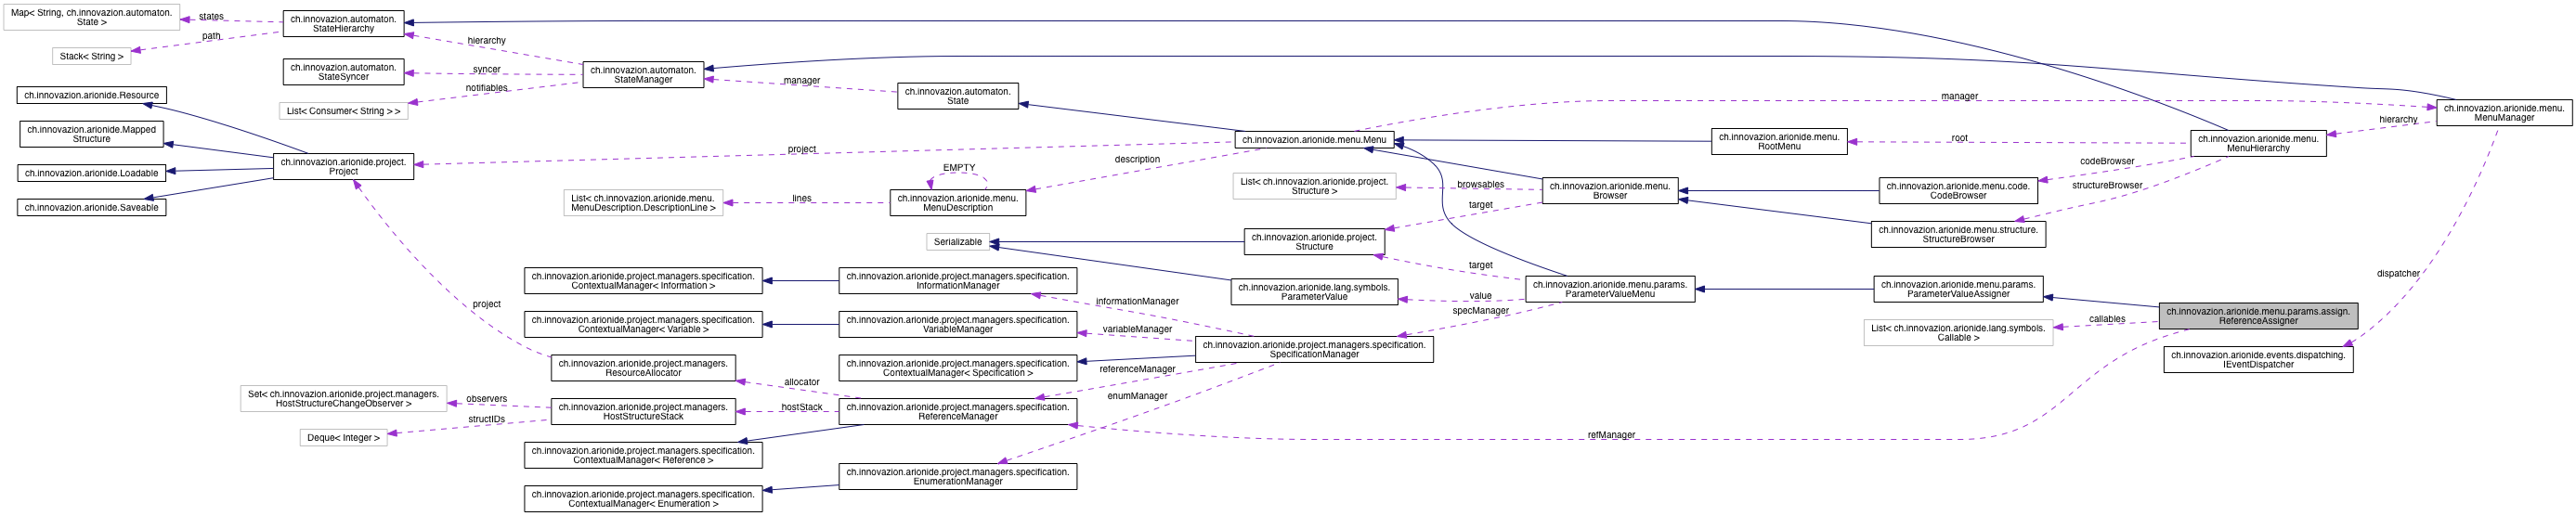 Map< String, ch.innovazion.automaton.
State >
states
ch.innovazion.automaton.
StateHierarchy
path
Stack< String >
hierarchy
syncer
ch.innovazion.automaton.
StateSyncer
ch.innovazion.automaton.
StateManager
notifiables
List< Consumer< String > >
manager
ch.innovazion.automaton.
State
ch.innovazion.arionide.Resource
ch.innovazion.arionide.Mapped
Structure
ch.innovazion.arionide.Loadable
ch.innovazion.arionide.Saveable
ch.innovazion.arionide.project.
Project
project
ch.innovazion.arionide.menu.Menu
description
EMPTY
lines
List< ch.innovazion.arionide.menu.
MenuDescription.DescriptionLine >
ch.innovazion.arionide.menu.
MenuDescription
manager
ch.innovazion.arionide.menu.
MenuManager
hierarchy
ch.innovazion.arionide.menu.
RootMenu
root
ch.innovazion.arionide.menu.
MenuHierarchy
codeBrowser
structureBrowser
List< ch.innovazion.arionide.project.
Structure >
browsables
ch.innovazion.arionide.menu.
Browser
ch.innovazion.arionide.menu.code.
CodeBrowser
target
ch.innovazion.arionide.menu.structure.
StructureBrowser
Serializable
ch.innovazion.arionide.project.
Structure
target
dispatcher
ch.innovazion.arionide.project.managers.specification.
ContextualManager< Information >
ch.innovazion.arionide.project.managers.specification.
InformationManager
ch.innovazion.arionide.lang.symbols.
ParameterValue
value
ch.innovazion.arionide.menu.params.
ParameterValueMenu
ch.innovazion.arionide.menu.params.
ParameterValueAssigner
informationManager
specManager
project
ch.innovazion.arionide.project.managers.specification.
ContextualManager< Variable >
ch.innovazion.arionide.project.managers.specification.
VariableManager
variableManager
List< ch.innovazion.arionide.lang.symbols.
Callable >
callables
ch.innovazion.arionide.menu.params.assign.
ReferenceAssigner
ch.innovazion.arionide.project.managers.specification.
SpecificationManager
ch.innovazion.arionide.events.dispatching.
IEventDispatcher
ch.innovazion.arionide.project.managers.
ResourceAllocator
ch.innovazion.arionide.project.managers.specification.
ContextualManager< Specification >
referenceManager
allocator
enumManager
Set< ch.innovazion.arionide.project.managers.
HostStructureChangeObserver >
observers
structIDs
Deque< Integer >
ch.innovazion.arionide.project.managers.
HostStructureStack
hostStack
ch.innovazion.arionide.project.managers.specification.
ReferenceManager
refManager
ch.innovazion.arionide.project.managers.specification.
ContextualManager< Reference >
ch.innovazion.arionide.project.managers.specification.
EnumerationManager
ch.innovazion.arionide.project.managers.specification.
ContextualManager< Enumeration >